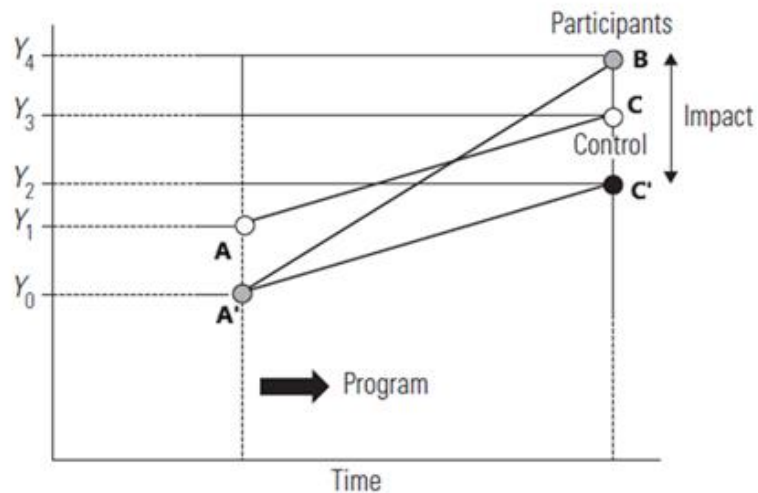 Participants
Y4
B
Y3
C
Impact
Control
Y2
C'
Y1
A
Y0
A'
Program
Time